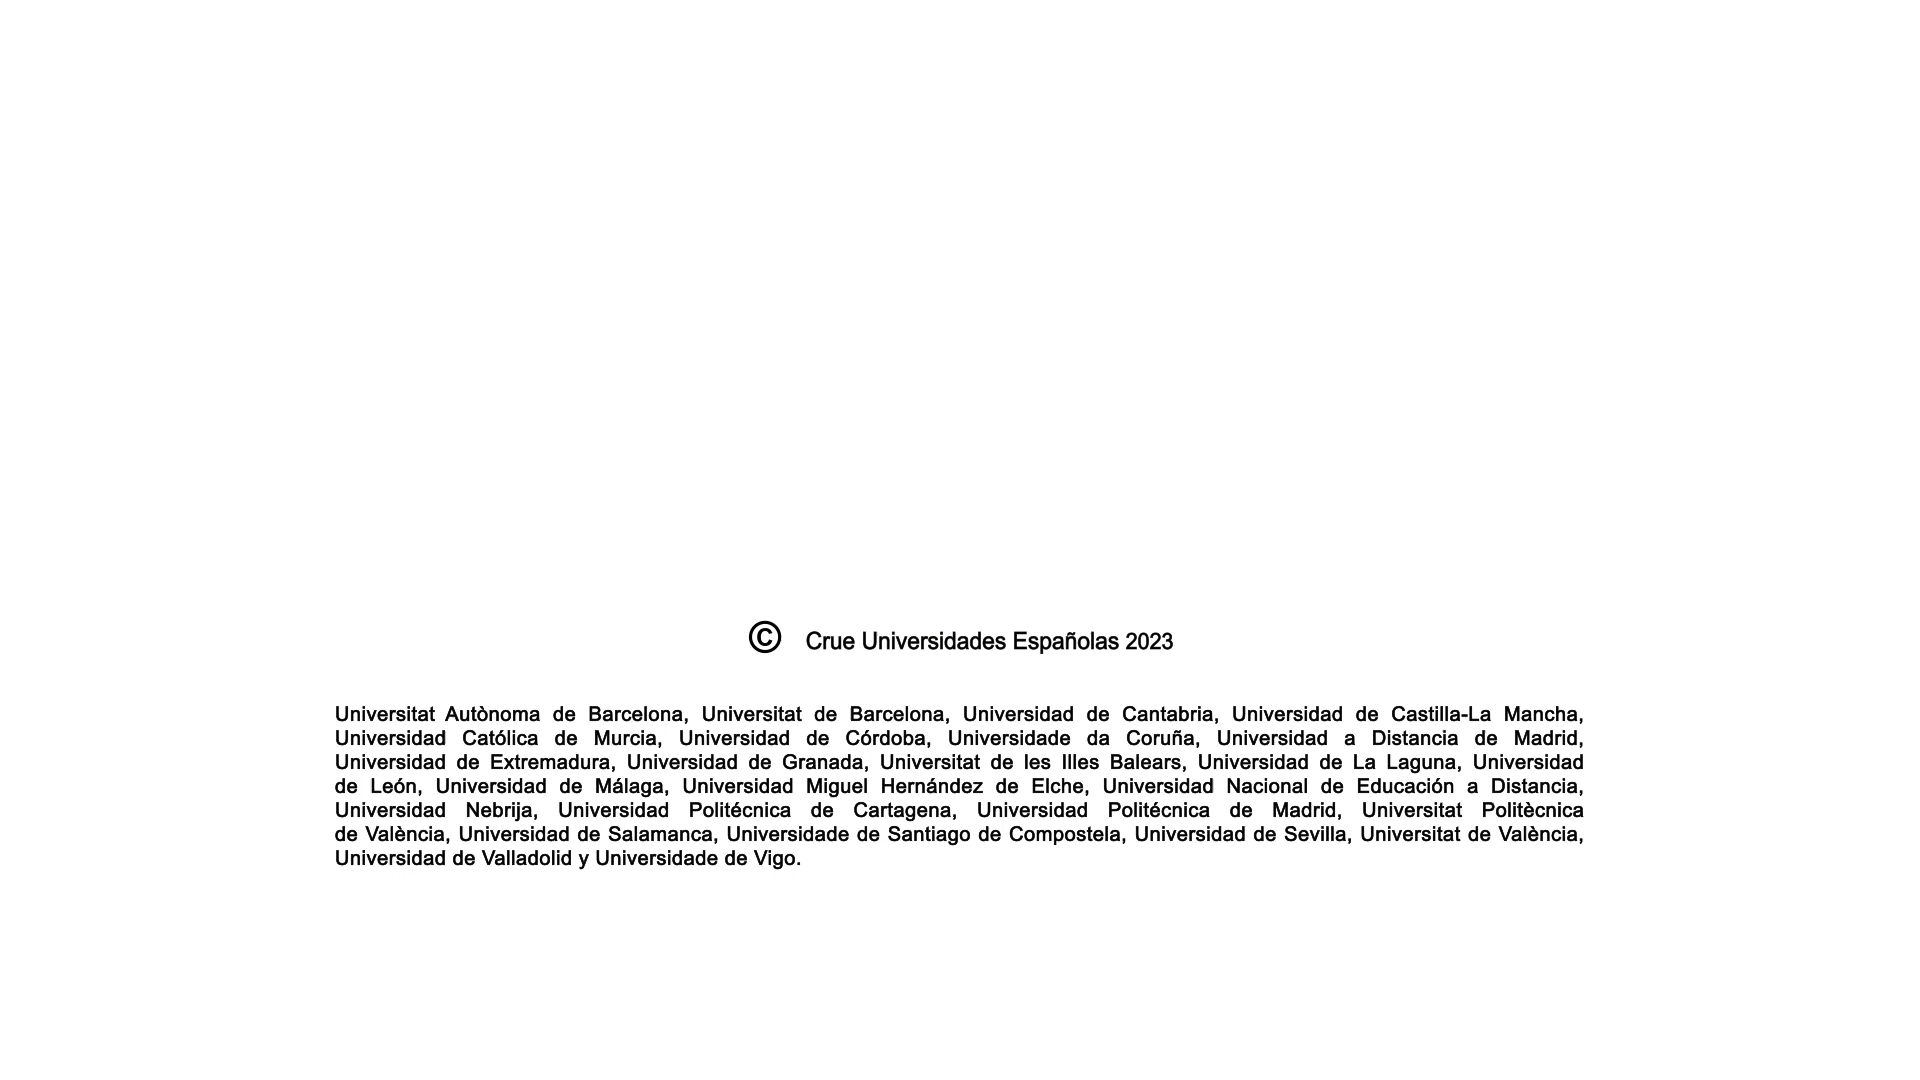 © Crue Universidades Españolas 2023
Universitat Autònoma de Barcelona, Universitat de Barcelona, Universidad de Cantabria, Universidad de Castilla-La Mancha,
Universidad Católica de Murcia, Universidad de Córdoba, Universidade da Coruña, Universidad a Distancia de Madrid,
Universidad de Extremadura, Universidad de Granada, Universitat de les Illes Balears, Universidad de La Laguna, Universidad
de León, Universidad de Málaga, Universidad Miguel Hernández de Elche, Universidad Nacional de Educación a Distancia,
Universidad Nebrija, Universidad Politécnica de Cartagena, Universidad Politécnica de Madrid, Universitat Politècnica
de València, Universidad de Salamanca, Universidade de Santiago de Compostela, Universidad de Sevilla, Universitat de València,
Universidad de Valladolid y Universidade de Vigo.